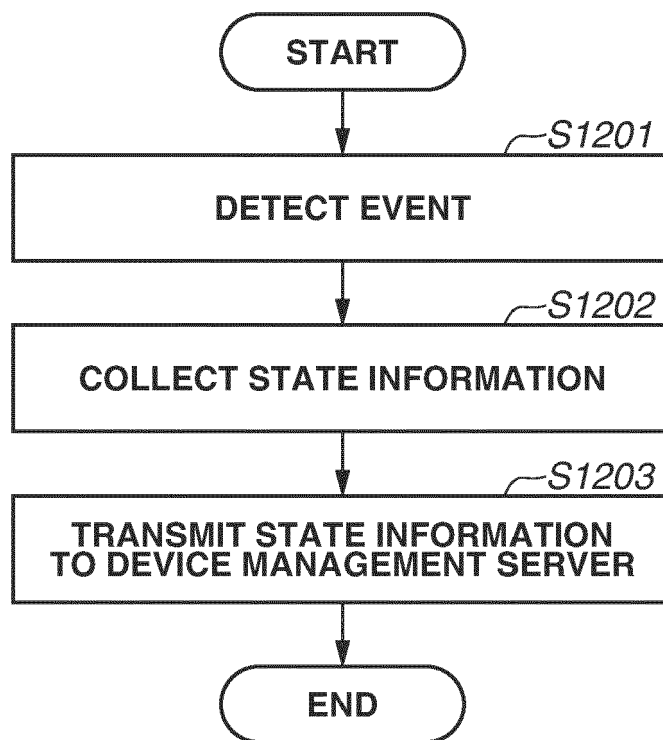 START
S1201
DETECT EVENT
S1202
COLLECT STATE INFORMATION
S1203
TRANSMIT STATE INFORMATION
TO DEVICE MANAGEMENT SERVER
END